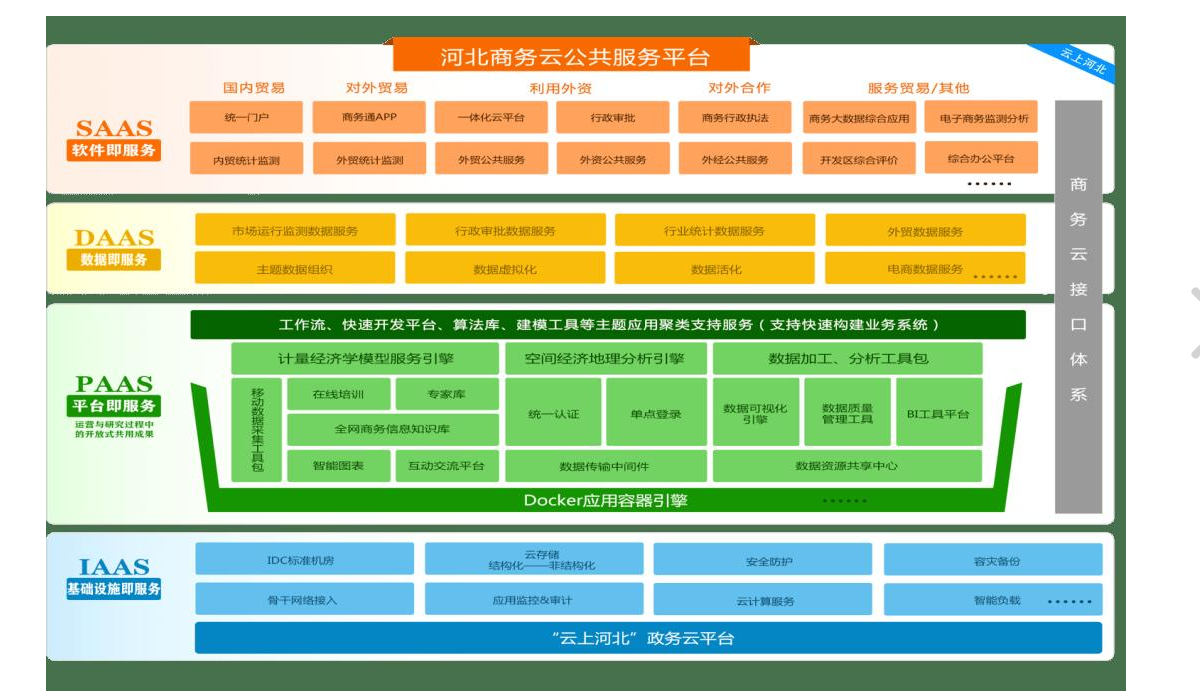 河北商务云公共服务平台
云上河北
国内贸易 对外贸易 利用外资 对外合作 服务贸易/其他
SAAS
软件即服务
统一门户 商务通APP 一体化云平台 行政审批 商务行政执法 商务大数据综合应用 电子商务监测分析
内贸统计监测 外贸统计监测 外贸公共服务 外资公共服务 外经公共服务 开发区综合评价 综合办公平台
......
商务云接口体系
DAAS
数据即服务
市场运行监测数据服务 行政审批数据服务 行业统计数据服务 外贸数据服务
主题数据组织 数据虚拟化 数据活化 电商数据服务 ......
PAAS
平台即服务
运营与研究过程中
的开放式共用成果
工作流、快速开发平台、算法库、建模工具等主题应用聚类支持服务（支持快速构建业务系统）
计量经济学模型服务引擎 空间经济地理分析引擎 数据加工、分析工具包
移动数据采集工具包
在线培训 专家库
全网商务信息知识库
智能图表 互动交流平台
统一认证 单点登录
数据传输中间件
数据可视化
引擎
数据质量
管理工具
BI工具平台
数据资源共享中心
Docker应用容器引擎 ......
IAAS
基础设施即服务
IDC标准机房
云存储
结构化——非结构化
安全防护 容灾备份
骨干网络接入 应用监控&审计 云计算服务 智能负载 ......
“云上河北”政务云平台